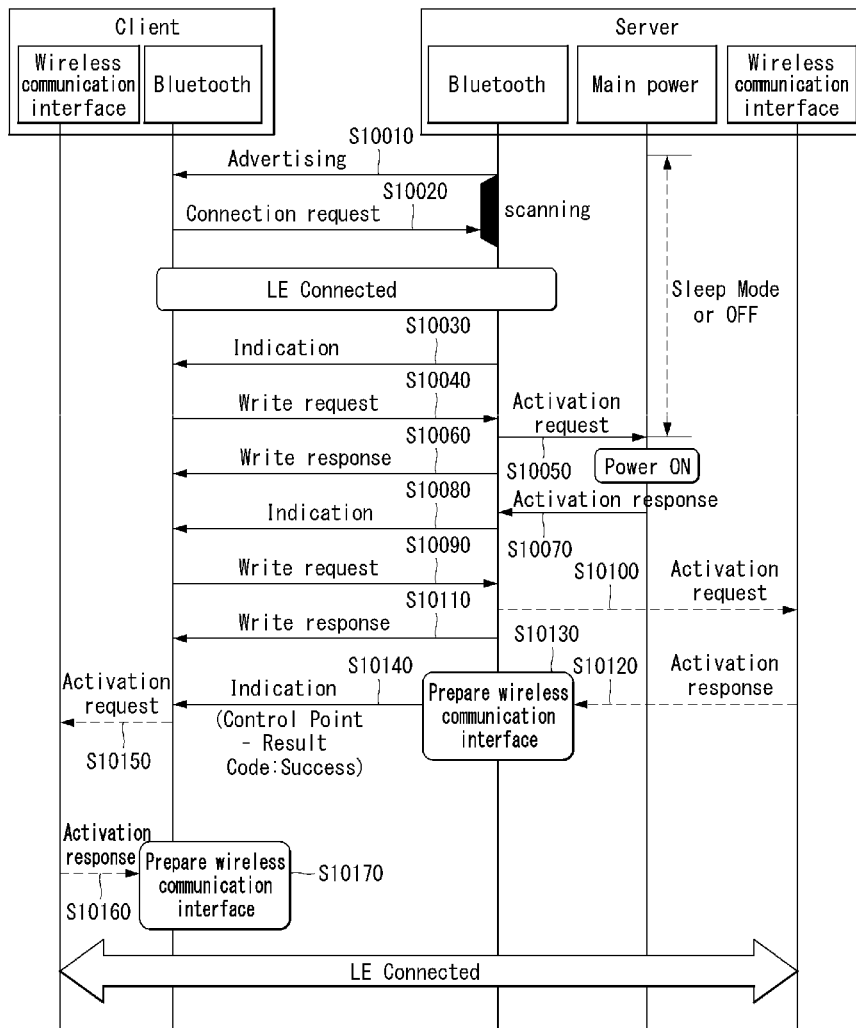 Client
Server
Wireless
communication
interface
Bluetooth
Bluetooth
Main power
Wireless
communication
interface
S10010
Advertising
S10020
Connection request
scanning
LE Connected
Sleep Mode
or OFF
S10030
Indication
S10040
Write request
Activation
request
S10060
Write response
S10050
Power ON
S10080
Activation response
Indication
S10070
S10090
Write request
S10100
Activation
request
S10110
Write response
S10130
S10140
S10120
Activation
response
Activation
request
Indication
(Control Point
- Result
Code:Success)
Prepare wireless
communication
interface
S10150
Activation
response
Prepare wireless
communication
interface
S10170
S10160
LE Connected